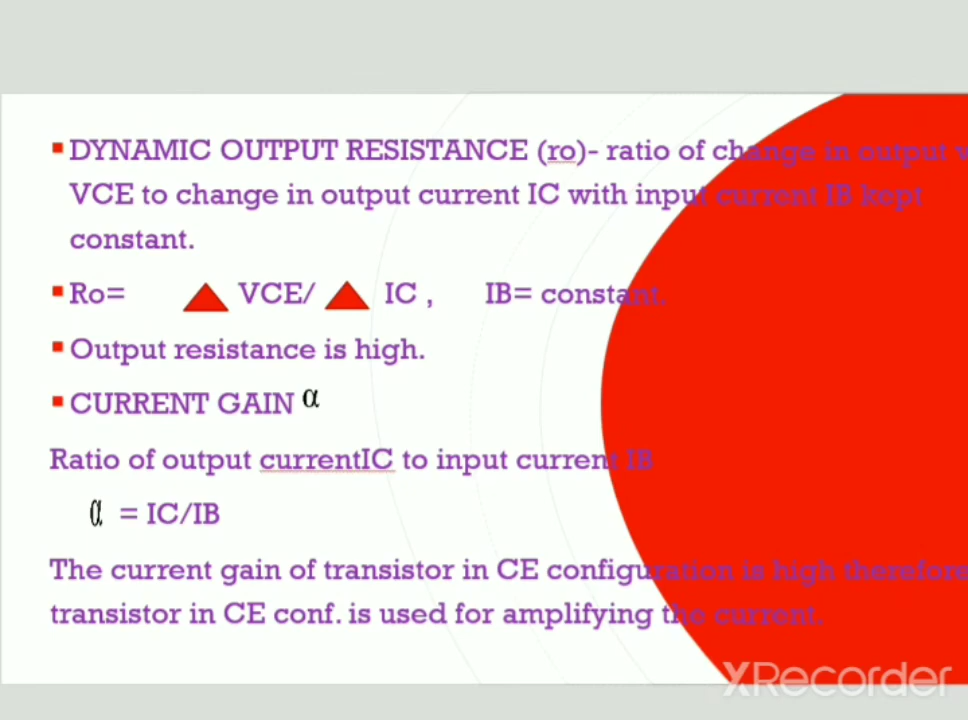 DYNAMIC OUTPUT RESISTANCE (ro)- ratio of change in output v
VCE to change in output current IC with input current IB kept
constant.
Ro= VCE/ IC , IB= constant.
Output resistance is high.
CURRENT GAIN α
Ratio of output currentIC to input current IB
α = IC/IB
The current gain of transistor in CE configuration is high therefore
transistor in CE conf. is used for amplifying the current.
XRecorder